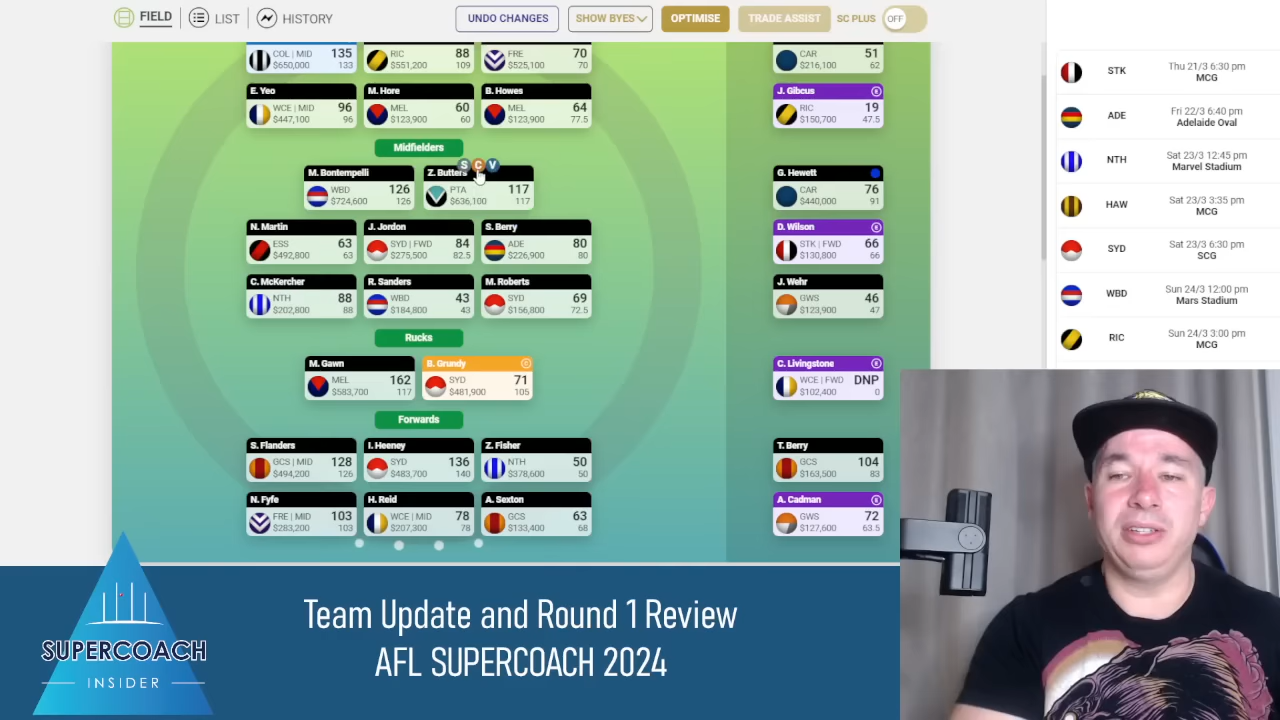 FIELD LIST HISTORY UNDO CHANGES SHOW BYES OPTIMISE TRADE ASSIST SC PLUS OFF
COL | MID 135
$650,000 133
RIC 88
$551,200 109
FRE 70
$525,100 70
CAR 51
$216,100 62
E. Yeo
WCE | MID 96
$447,100 96
M. Hore
MEL 60
$123,900 60
B. Howes
MEL 64
$123,900 77.5
J. Gibcus E
RIC 19
$150,700 47.5
Midfielders
S C V
M. Bontempelli
WBD 126
$724,600 126
Z. Butters
PTA 117
$636,100 117
G. Hewett
CAR 76
$440,000 91
N. Martin
ESS 63
$492,800 63
J. Jordon
SYD | FWD 84
$275,500 82.5
S. Berry
ADE 80
$226,900 80
D. Wilson E
STK | FWD 66
$130,800 66
C. McKercher
NTH 88
$202,800 88
R. Sanders
WBD 43
$184,800 43
M. Roberts
SYD 69
$156,800 72.5
J. Wehr
GWS 46
$123,900 47
Rucks
M. Gawn
MEL 162
$583,700 117
B. Grundy C
SYD 71
$481,900 105
C. Livingstone E
WCE | FWD DNP
$102,400 0
Forwards
S. Flanders
GCS | MID 128
$494,200 126
I. Heeney
SYD 136
$483,700 140
Z. Fisher
NTH 50
$378,600 50
T. Berry
GCS 104
$163,500 83
N. Fyfe
FRE | MID 103
$283,200 103
H. Reid
WCE | MID 78
$207,300 78
A. Sexton
GCS 63
$133,400 68
A. Cadman E
GWS 72
$127,600 63.5
STK Thu 21/3 6:30 pm
MCG
ADE Fri 22/3 6:40 pm
Adelaide Oval
NTH Sat 23/3 12:45 pm
Marvel Stadium
HAW Sat 23/3 3:35 pm
MCG
SYD Sat 23/3 6:30 pm
SCG
WBD Sun 24/3 12:00 pm
Mars Stadium
RIC Sun 24/3 3:00 pm
MCG
SUPERCOACH
INSIDER
Team Update and Round 1 Review
AFL SUPERCOACH 2024